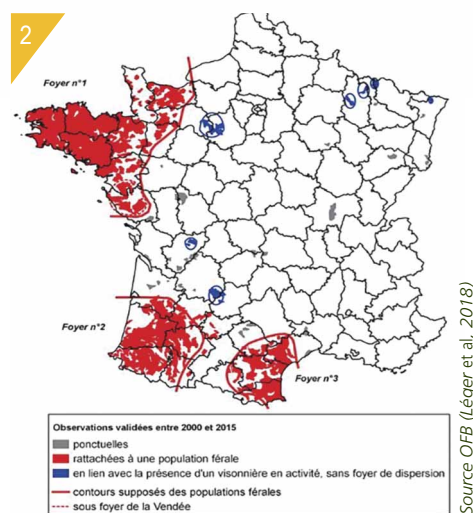 2
Foyer n°1
Foyer n°2
Foyer n°3
Observations validées entre 2000 et 2015
ponctuelles
rattachées à une population férale
en lien avec la présence d'un visonnière en activité, sans foyer de dispersion
contours supposés des populations férales
sous foyer de la Vendée
Source OFB (Léger et al. 2018)